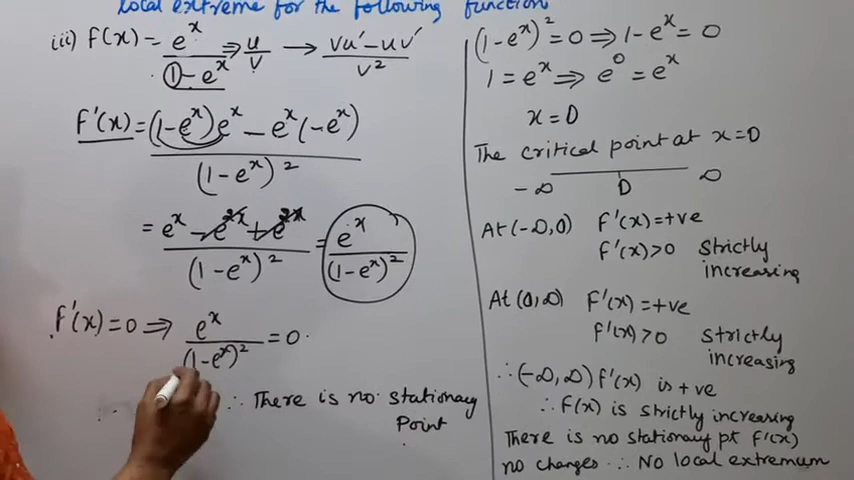 local extreme for the following function
iii) f(x) = e^x / (1 - e^x) ⇒ u/v → (vu' - uv') / v^2
f'(x) = ((1-e^x)e^x - e^x(-e^x)) / (1-e^x)^2
= (e^x - e^2x + e^2x) / (1-e^x)^2 = e^x / (1-e^x)^2
f'(x) = 0 ⇒ e^x / (1-e^x)^2 = 0
∴ There is no stationary
Point
(1-e^x)^2 = 0 ⇒ 1-e^x = 0
1 = e^x ⇒ e^0 = e^x
x = 0
The critical point at x=0
-∞ 0 ∞
At (-∞,0) f'(x) = +ve
f'(x)>0 strictly
increasing
At (0,∞) f'(x) = +ve
f'(x)>0 strictly
increasing
∴ (-∞,∞) f'(x) is +ve
∴ f(x) is strictly increasing
There is no stationary pt f'(x)
no changes ∴ No local extremum